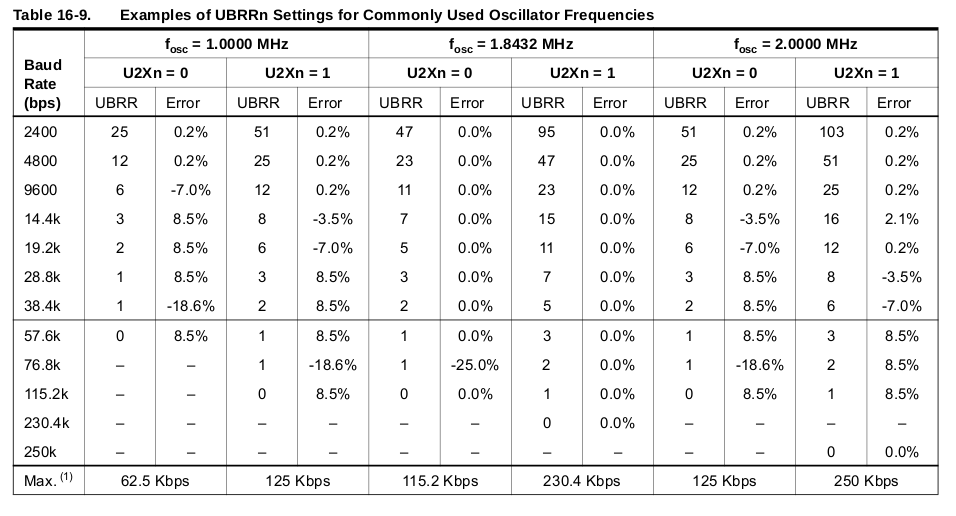 Table 16-9. Examples of UBRRn Settings for Commonly Used Oscillator Frequencies
Baud Rate (bps) fosc = 1.0000 MHz fosc = 1.8432 MHz fosc = 2.0000 MHz
U2Xn = 0 U2Xn = 1 U2Xn = 0 U2Xn = 1 U2Xn = 0 U2Xn = 1
UBRR Error UBRR Error UBRR Error UBRR Error UBRR Error UBRR Error
2400 25 0.2% 51 0.2% 47 0.0% 95 0.0% 51 0.2% 103 0.2%
4800 12 0.2% 25 0.2% 23 0.0% 47 0.0% 25 0.2% 51 0.2%
9600 6 -7.0% 12 0.2% 11 0.0% 23 0.0% 12 0.2% 25 0.2%
14.4k 3 8.5% 8 -3.5% 7 0.0% 15 0.0% 8 -3.5% 16 2.1%
19.2k 2 8.5% 6 -7.0% 5 0.0% 11 0.0% 6 -7.0% 12 0.2%
28.8k 1 8.5% 3 8.5% 3 0.0% 7 0.0% 3 8.5% 8 -3.5%
38.4k 1 -18.6% 2 8.5% 2 0.0% 5 0.0% 2 8.5% 6 -7.0%
57.6k 0 8.5% 1 8.5% 1 0.0% 3 0.0% 1 8.5% 3 8.5%
76.8k – – 1 -18.6% 1 -25.0% 2 0.0% 1 -18.6% 2 8.5%
115.2k – – 0 8.5% 0 0.0% 1 0.0% 0 8.5% 1 8.5%
230.4k – – – – – – 0 0.0% – – – –
250k – – – – – – – – – – 0 0.0%
Max. (1) 62.5 Kbps 125 Kbps 115.2 Kbps 230.4 Kbps 125 Kbps 250 Kbps